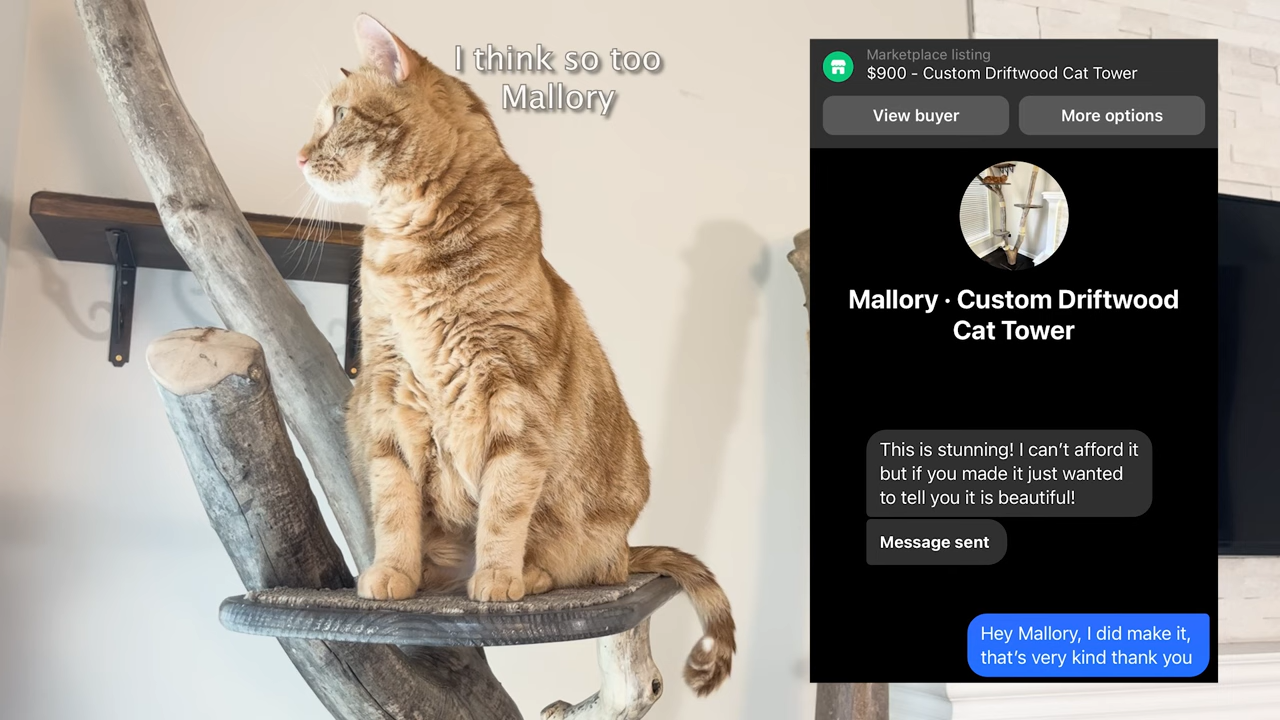 I think so too
Mallory
Marketplace listing
$900 - Custom Driftwood Cat Tower
View buyer
More options
Mallory · Custom Driftwood
Cat Tower
This is stunning! I can't afford it
but if you made it just wanted
to tell you it is beautiful!
Message sent
Hey Mallory, I did make it,
that's very kind thank you